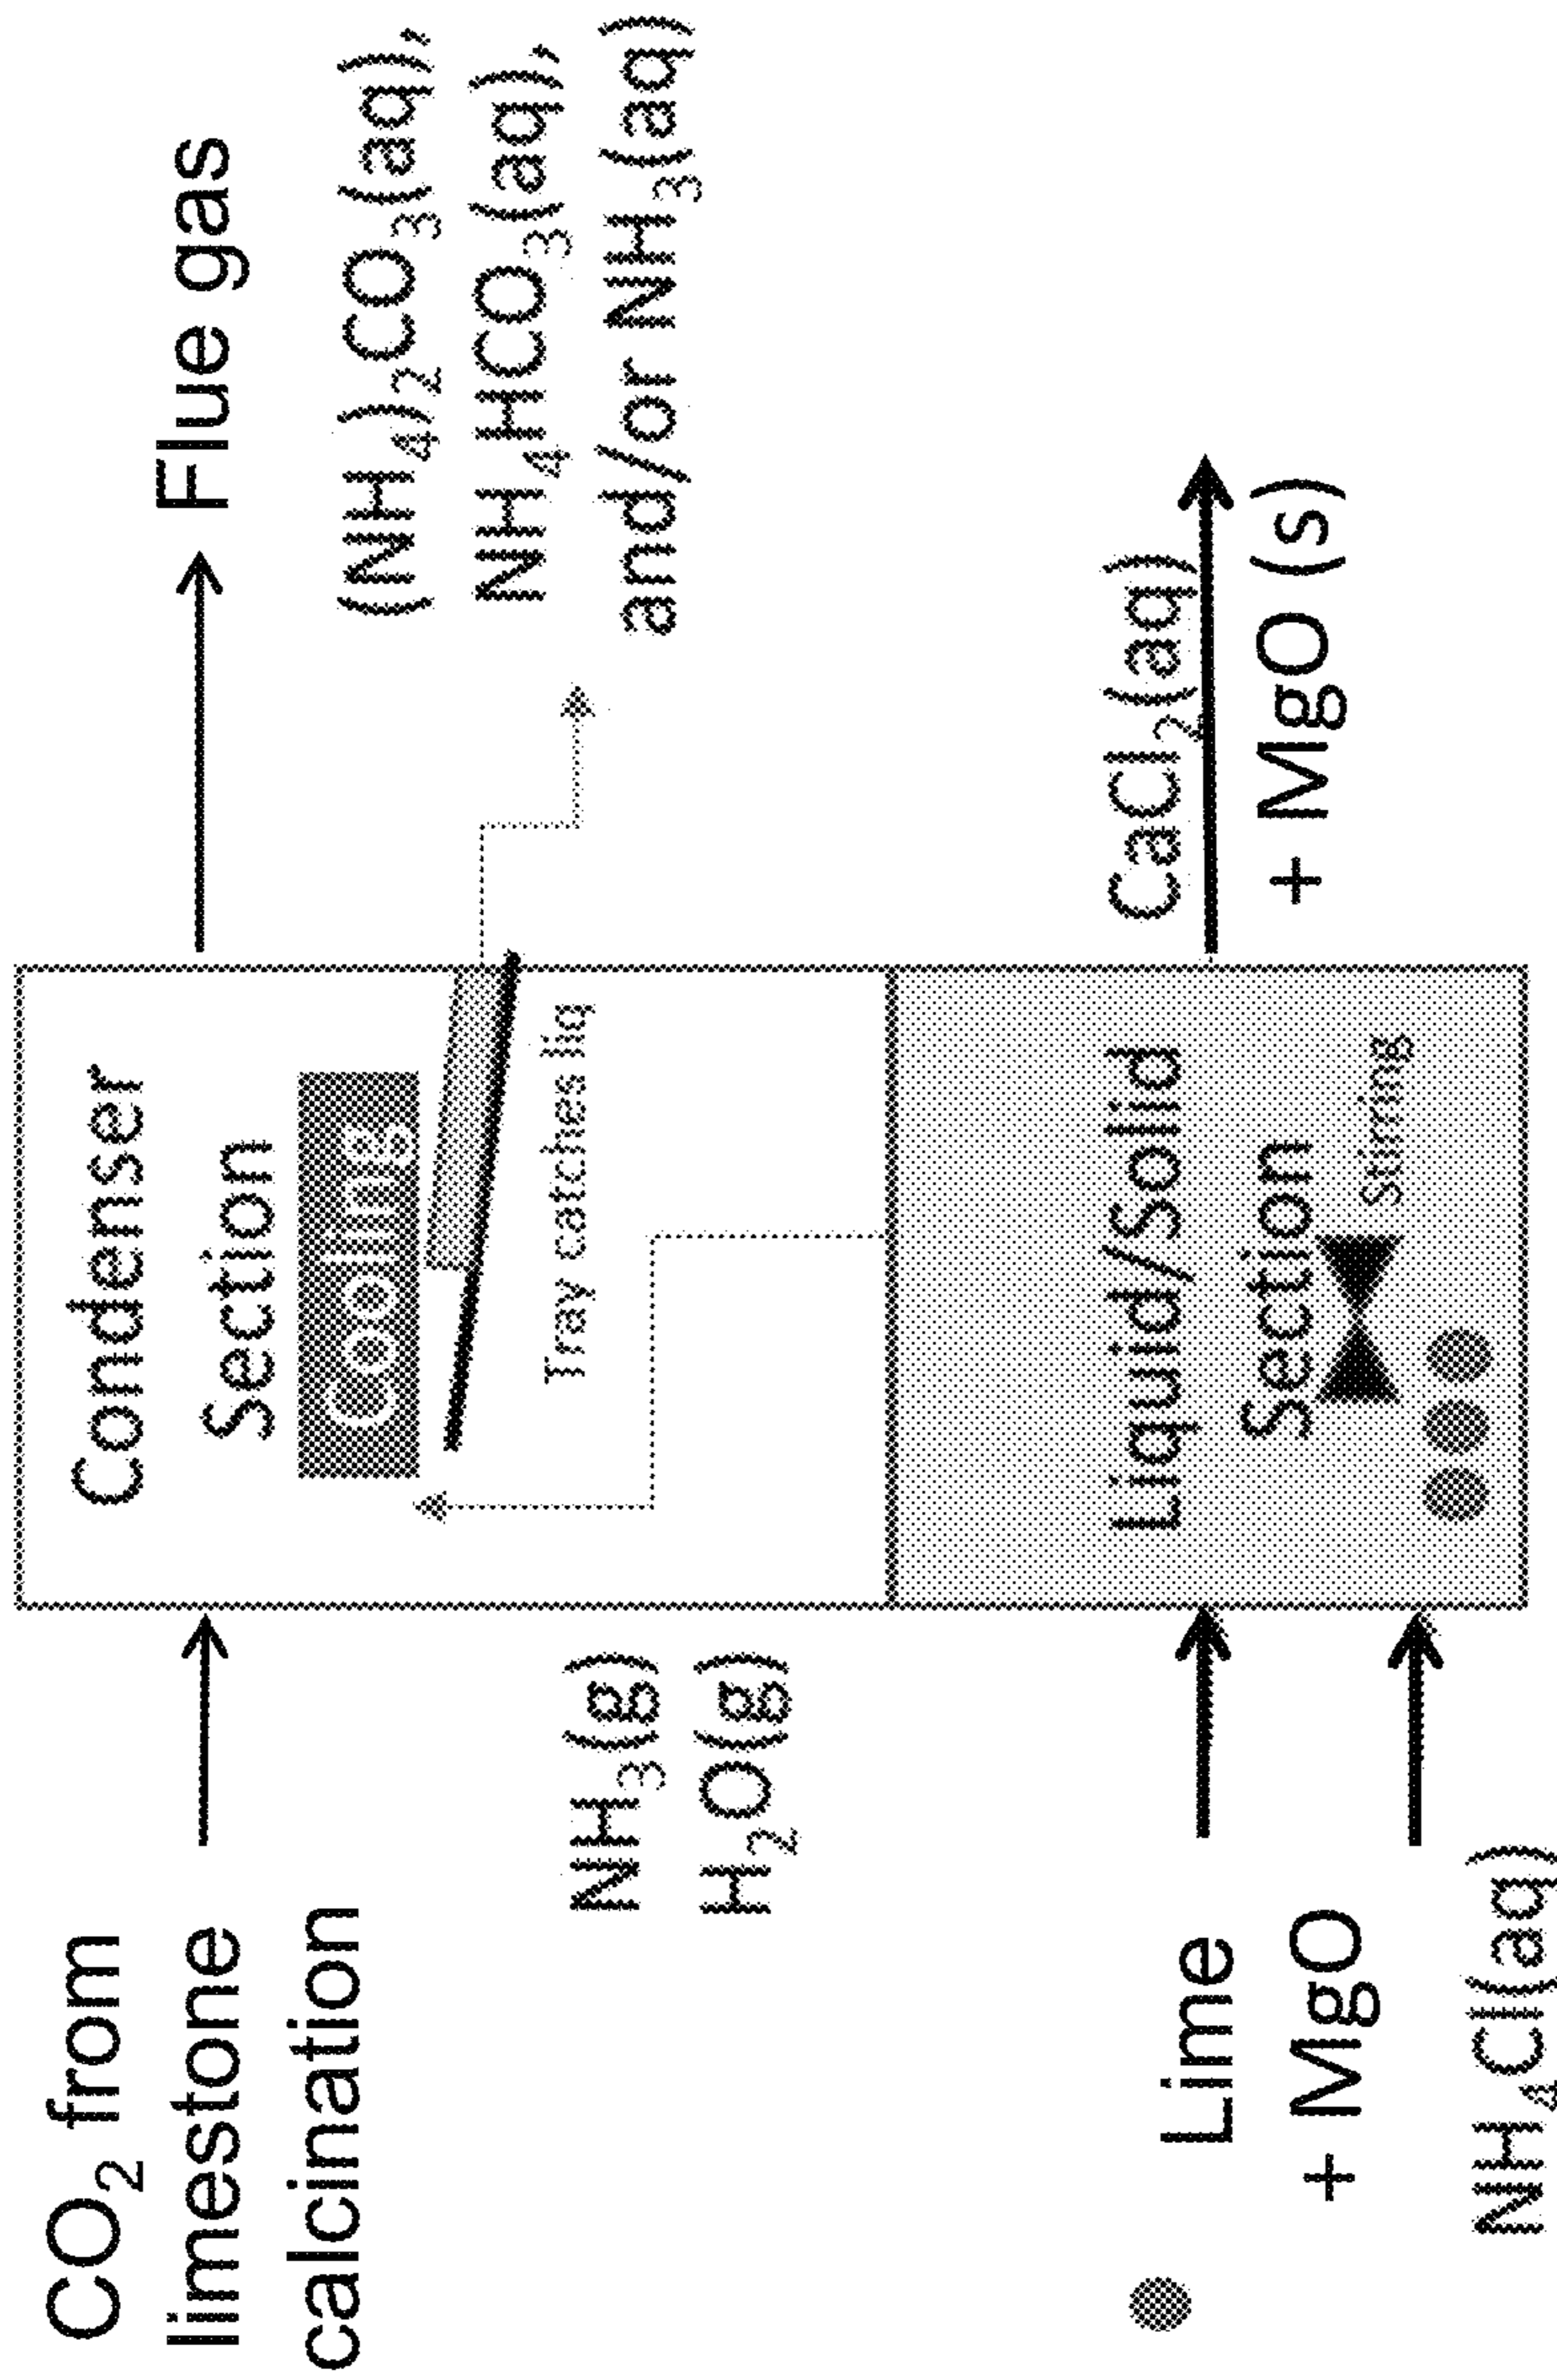 CO₂ from
limestone
calcination
NH₃(g)
H₂O(g)
Lime
+ MgO
NH₄Cl(aq)
Condenser
Section
Cooling
Tray catches liq
Liquid/Solid
Section
Stirring
Flue gas
(NH₄)₂CO₃(aq),
NH₄HCO₃(aq),
and/or NH₃(aq)
CaCl₂(aq)
+ MgO (s)